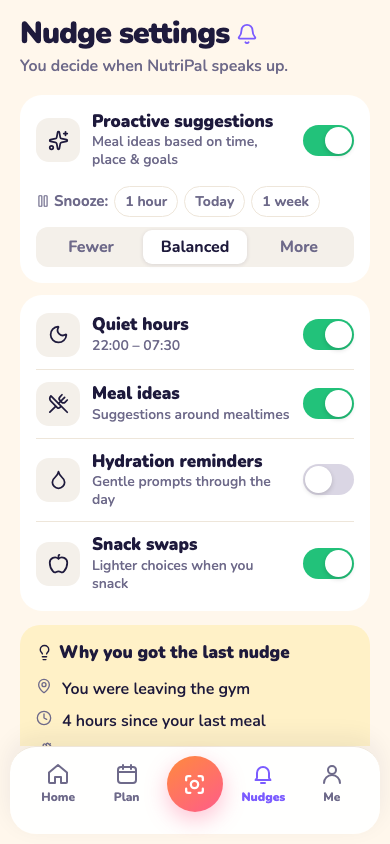 Nudge settings
You decide when NutriPal speaks up.
Proactive suggestions
Meal ideas based on time,
place & goals
Snooze: 1 hour Today 1 week
Fewer Balanced More
Quiet hours
22:00 – 07:30
Meal ideas
Suggestions around mealtimes
Hydration reminders
Gentle prompts through the
day
Snack swaps
Lighter choices when you
snack
Why you got the last nudge
You were leaving the gym
4 hours since your last meal
Home Plan Nudges Me